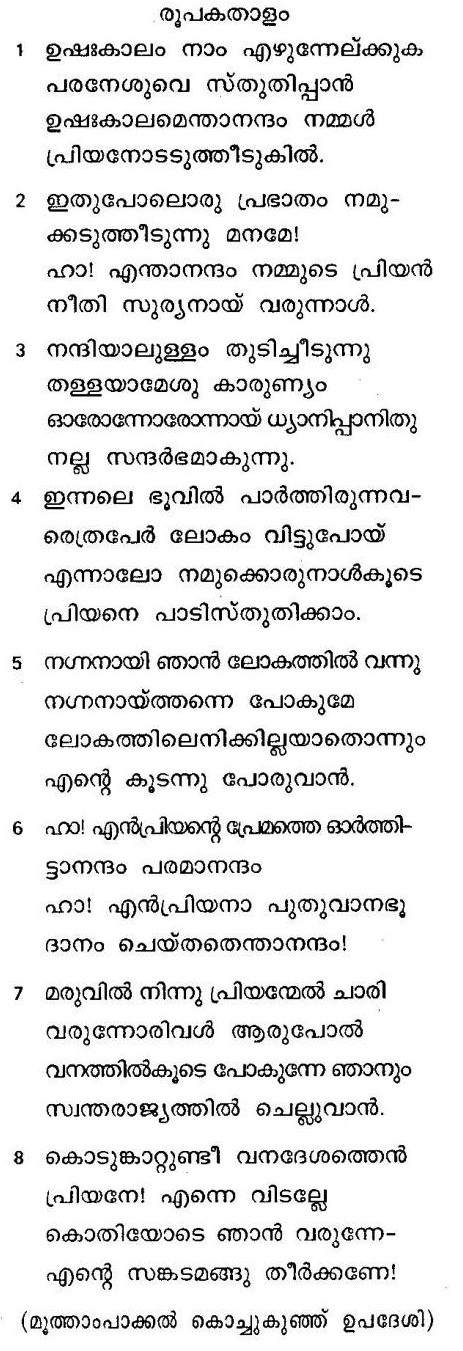 രൂപകതാളം
1 ഉഷഃകാലം നാം എഴുന്നേല്ക്കുക
പരനേശുവെ സ്തുതിപ്പാൻ
ഉഷഃകാലമെന്താനന്ദം നമ്മൾ
പ്രിയനോടടുത്തീടുകിൽ.
2 ഇതുപോലൊരു പ്രഭാതം നമു-
ക്കടുത്തീടുന്നു മനമേ!
ഹാ! എന്താനന്ദം നമ്മുടെ പ്രിയൻ
നീതി സുര്യനായ് വരുന്നാൾ.
3 നന്ദിയാലുള്ളം തുടിച്ചീടുന്നു
തള്ളയാമേശു കാരുണ്യം
ഓരോന്നോരോന്നായ് ധ്യാനിപ്പാനിതു
നല്ല സന്ദർഭമാകുന്നു.
4 ഇന്നലെ ഭൂവിൽ പാർത്തിരുന്നവ-
രെത്രപേർ ലോകം വിട്ടുപോയ്
എന്നാലോ നമുക്കൊരുനാൾകൂടെ
പ്രിയനെ പാടിസ്തുതിക്കാം.
5 നഗ്നനായി ഞാൻ ലോകത്തിൽ വന്നു
നഗ്നനായ്ത്തന്നെ പോകുമേ
ലോകത്തിലെനിക്കില്ലയാതൊന്നും
എന്റെ കൂടന്നു പോരുവാൻ.
6 ഹാ! എൻപ്രിയന്റെ പ്രേമത്തെ ഓർത്തി-
ട്ടാനന്ദം പരമാനന്ദം
ഹാ! എൻപ്രിയനാ പുതുവാനഭൂ
ദാനം ചെയ്തതെന്താനന്ദം!
7 മരുവിൽ നിന്നു പ്രിയന്മേൽ ചാരി
വരുന്നോരിവൾ ആരുപോൽ
വനത്തിൽകൂടെ പോകുന്നേ ഞാനും
സ്വന്തരാജ്യത്തിൽ ചെല്ലുവാൻ.
8 കൊടുങ്കാറ്റുണ്ടീ വനദേശത്തെൻ
പ്രിയനേ! എന്നെ വിടല്ലേ
കൊതിയോടെ ഞാൻ വരുന്നേ-
എന്റെ സങ്കടമങ്ങു തീർക്കണേ!
(മൂത്താംപാക്കൽ കൊച്ചുകുഞ്ഞ് ഉപദേശി)